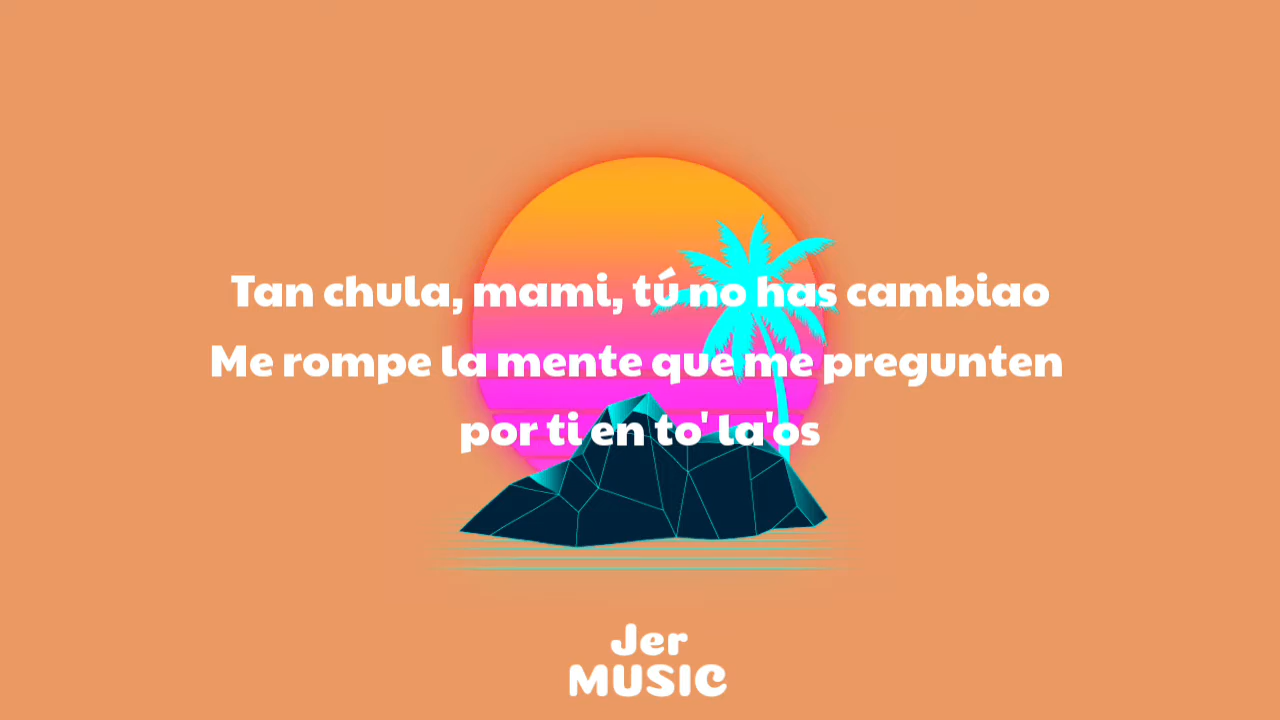 Tan chula, mami, tú no has cambiao
Me rompe la mente que me pregunten
por ti en to' la'os
Jer
MUSIC